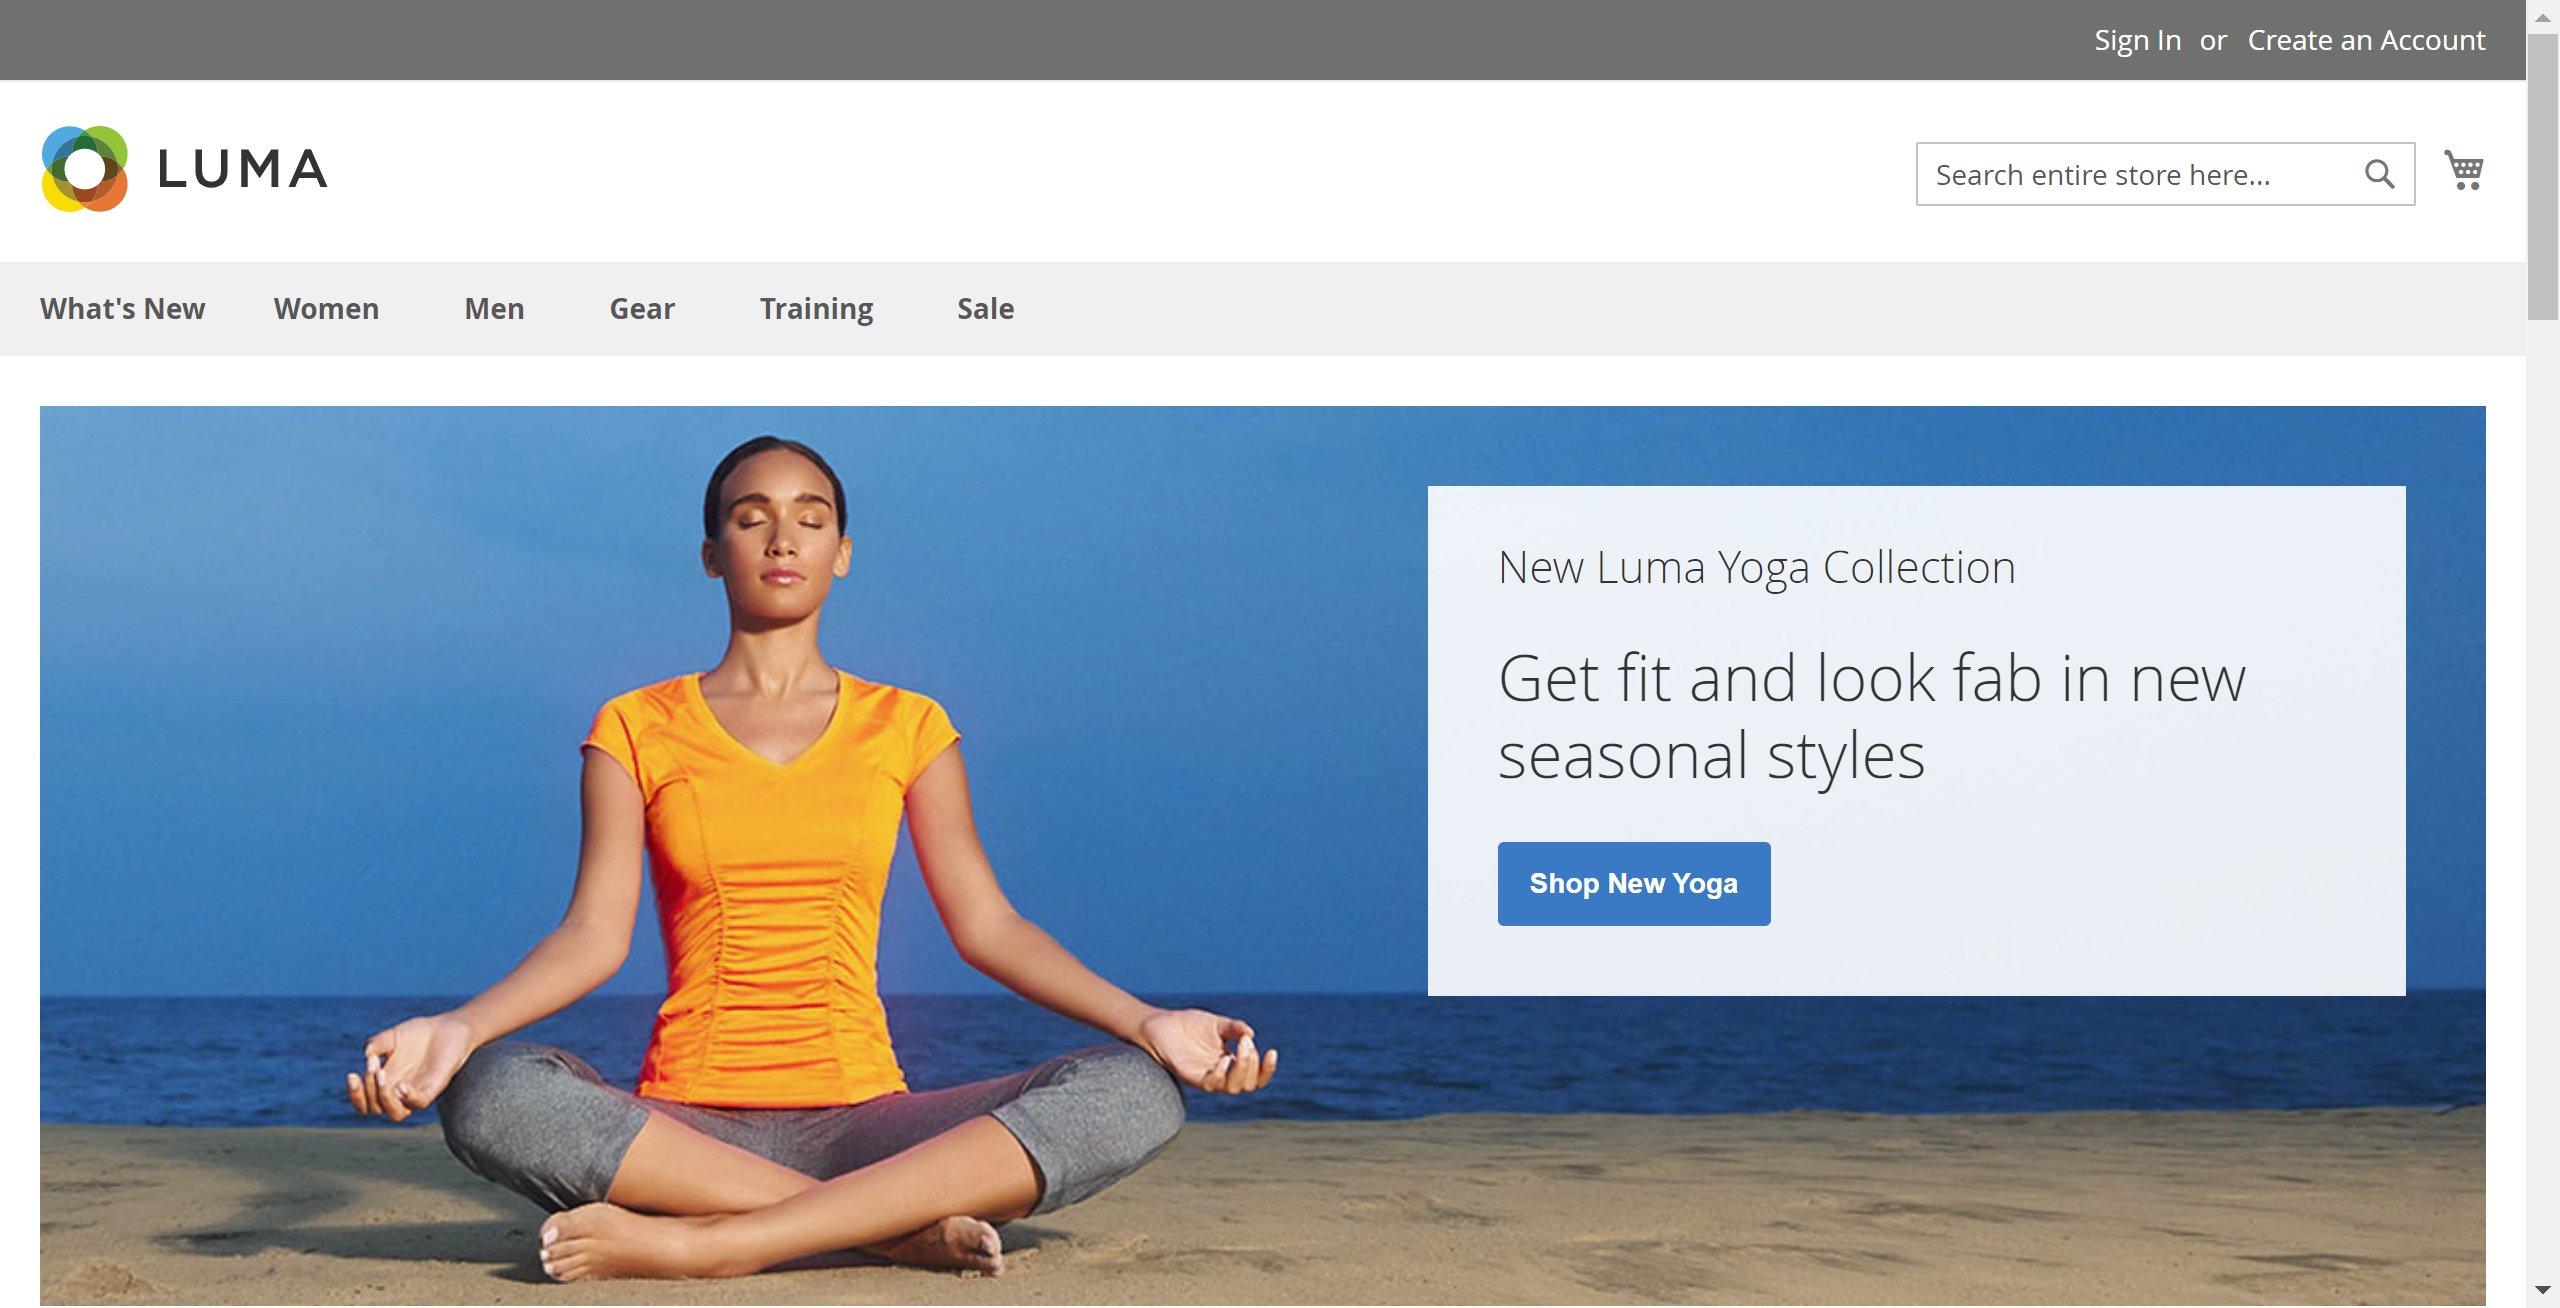 Sign In or Create an Account
LUMA
Search entire store here...
What's New Women Men Gear Training Sale
New Luma Yoga Collection
Get fit and look fab in new
seasonal styles
Shop New Yoga